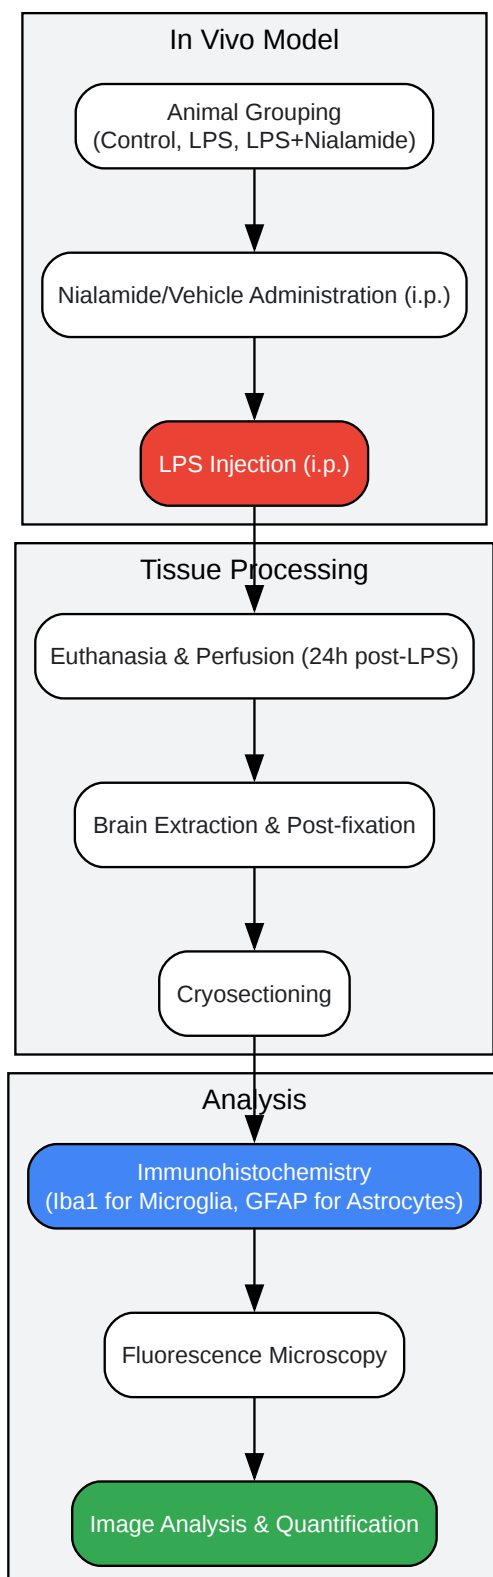 In Vivo Model
Animal Grouping
(Control, LPS, LPS+Nialamide)
Nialamide/Vehicle Administration (i.p.)
LPS Injection (i.p.)
Tissue Processing
Euthanasia & Perfusion (24h post-LPS)
Brain Extraction & Post-fixation
Cryosectioning
Analysis
Immunohistochemistry
(Iba1 for Microglia, GFAP for Astrocytes)
Fluorescence Microscopy
Image Analysis & Quantification